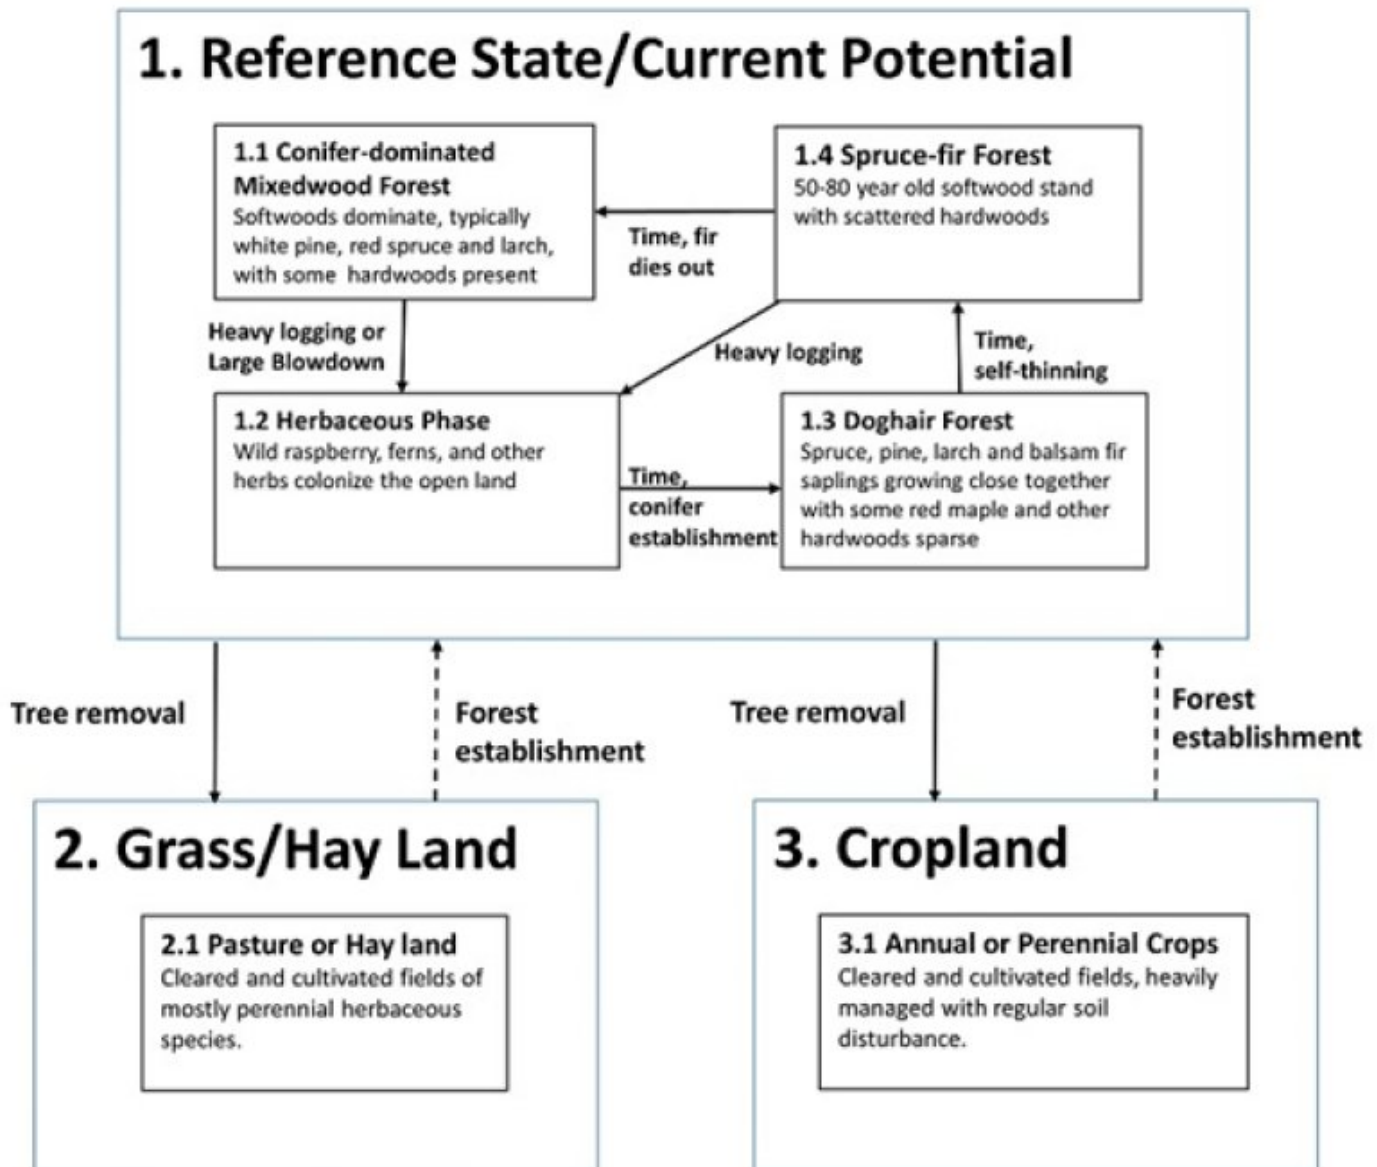 1. Reference State/Current Potential
1.1 Conifer-dominated
Mixedwood Forest
Softwoods dominate, typically
white pine, red spruce and larch,
with some hardwoods present
1.4 Spruce-fir Forest
50-80 year old softwood stand
with scattered hardwoods
Time, fir
dies out
Heavy logging or
Large Blowdown
Heavy logging
Time,
self-thinning
1.2 Herbaceous Phase
Wild raspberry, ferns, and other
herbs colonize the open land
Time,
conifer
establishment
1.3 Doghair Forest
Spruce, pine, larch and balsam fir
saplings growing close together
with some red maple and other
hardwoods sparse
Tree removal
Forest
establishment
Tree removal
Forest
establishment
2. Grass/Hay Land
2.1 Pasture or Hay land
Cleared and cultivated fields of
mostly perennial herbaceous
species.
3. Cropland
3.1 Annual or Perennial Crops
Cleared and cultivated fields, heavily
managed with regular soil
disturbance.